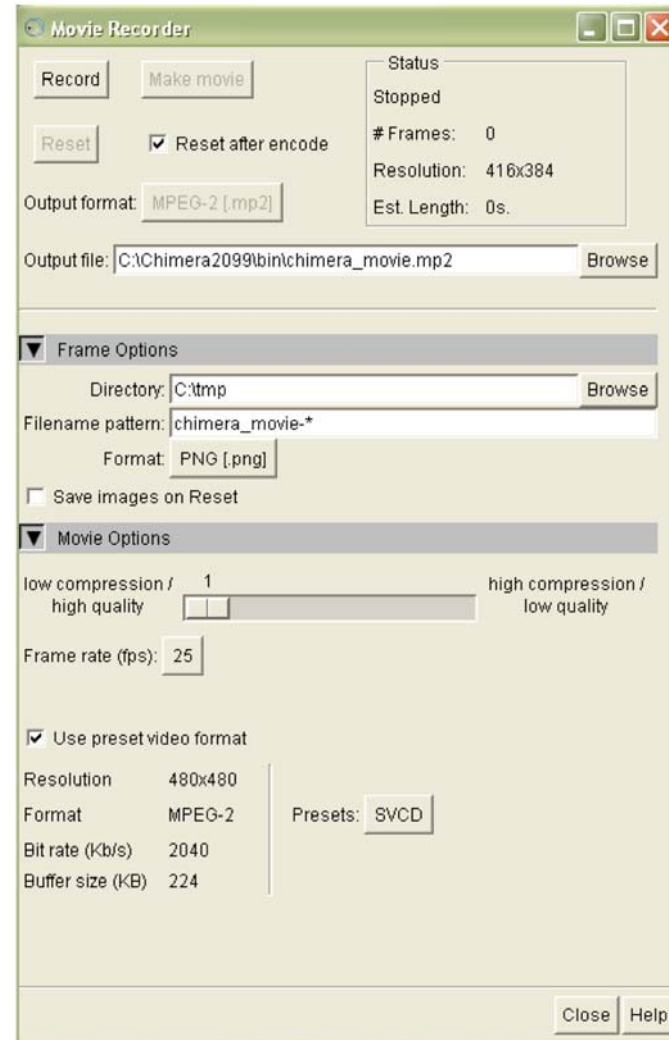 Movie Recorder
Record
Make movie
Status
Stopped
# Frames: 0
Resolution: 416x384
Est. Length: 0s.
Reset
Reset after encode
Output format: MPEG-2 [.mp2]
Output file: C:\Chimera2099\bin\chimera_movie.mp2 Browse
Frame Options
Directory: C:\tmp Browse
Filename pattern: chimera_movie-*
Format: PNG [.png]
Save images on Reset
Movie Options
low compression / high quality
1
high compression / low quality
Frame rate (fps): 25
Use preset video format
Resolution 480x480
Format MPEG-2
Bit rate (Kb/s) 2040
Buffer size (KB) 224
Presets: SVCD
Close Help